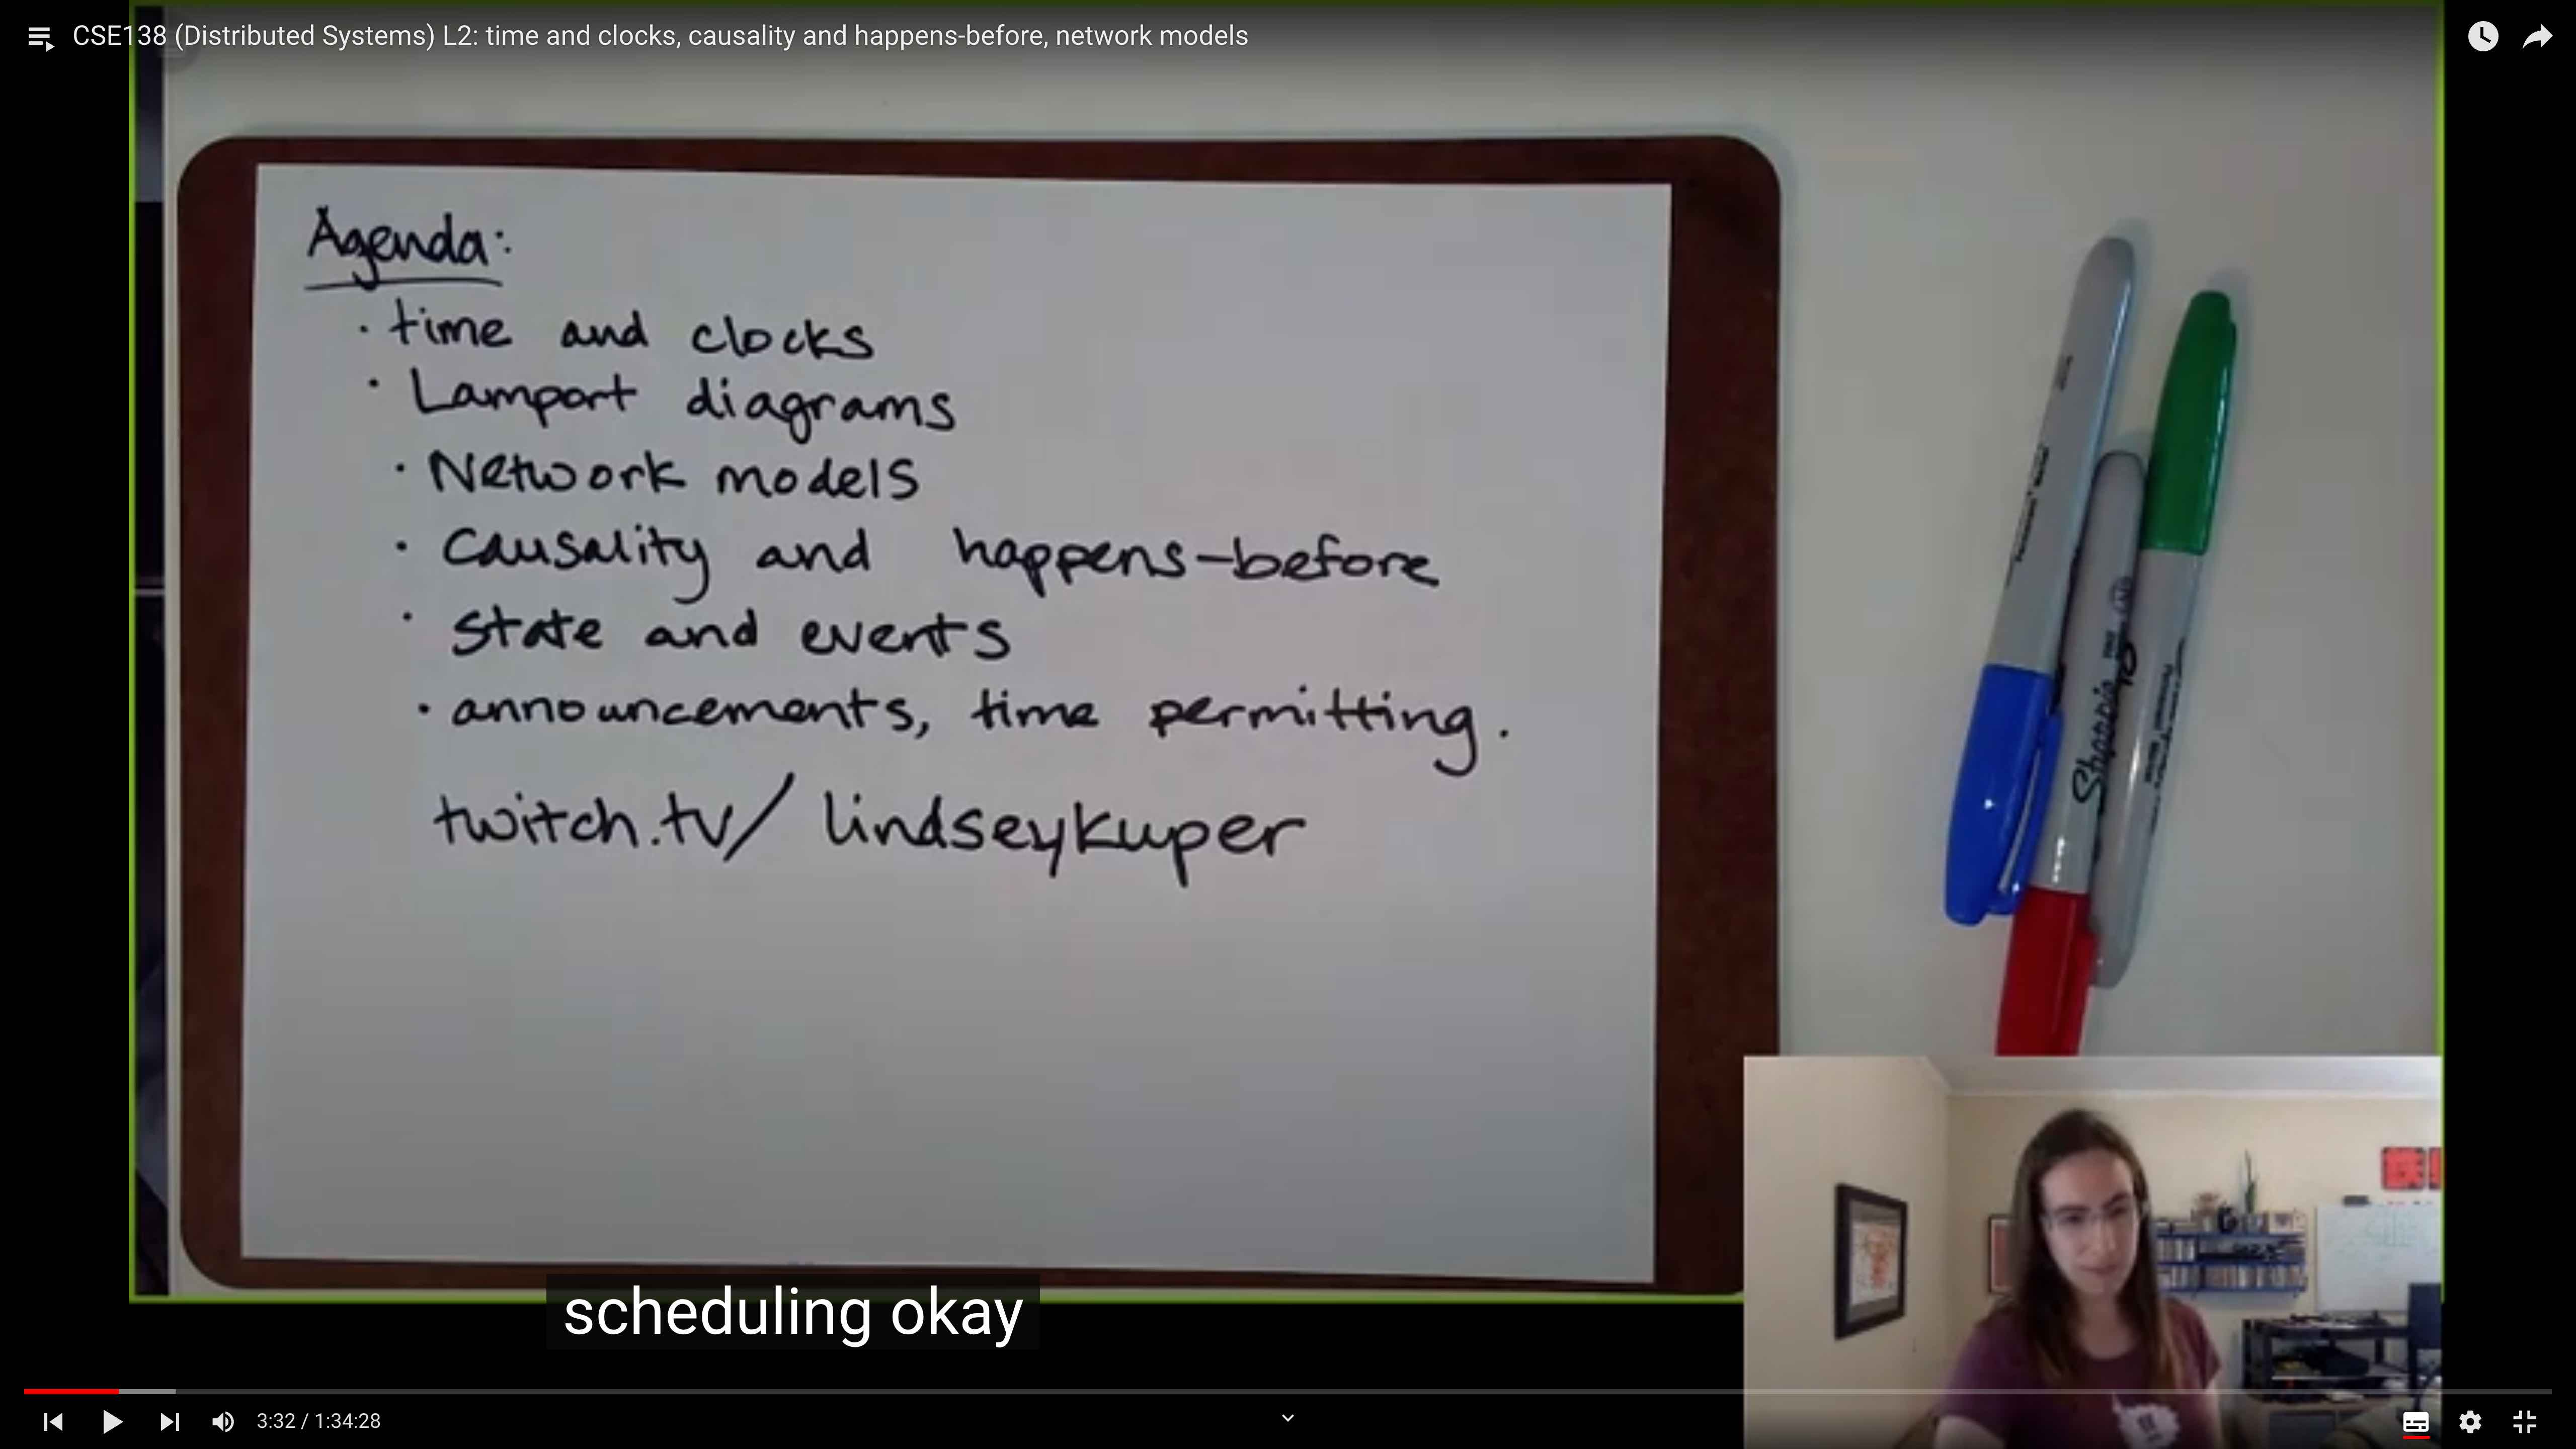 CSE138 (Distributed Systems) L2: time and clocks, causality and happens-before, network models
Agenda:
· time and clocks
· Lamport diagrams
· Network models
· Causality and happens-before
· State and events
· announcements, time permitting.
twitch.tv/ lindseykuper
Sharpie
scheduling okay
3:32 / 1:34:28